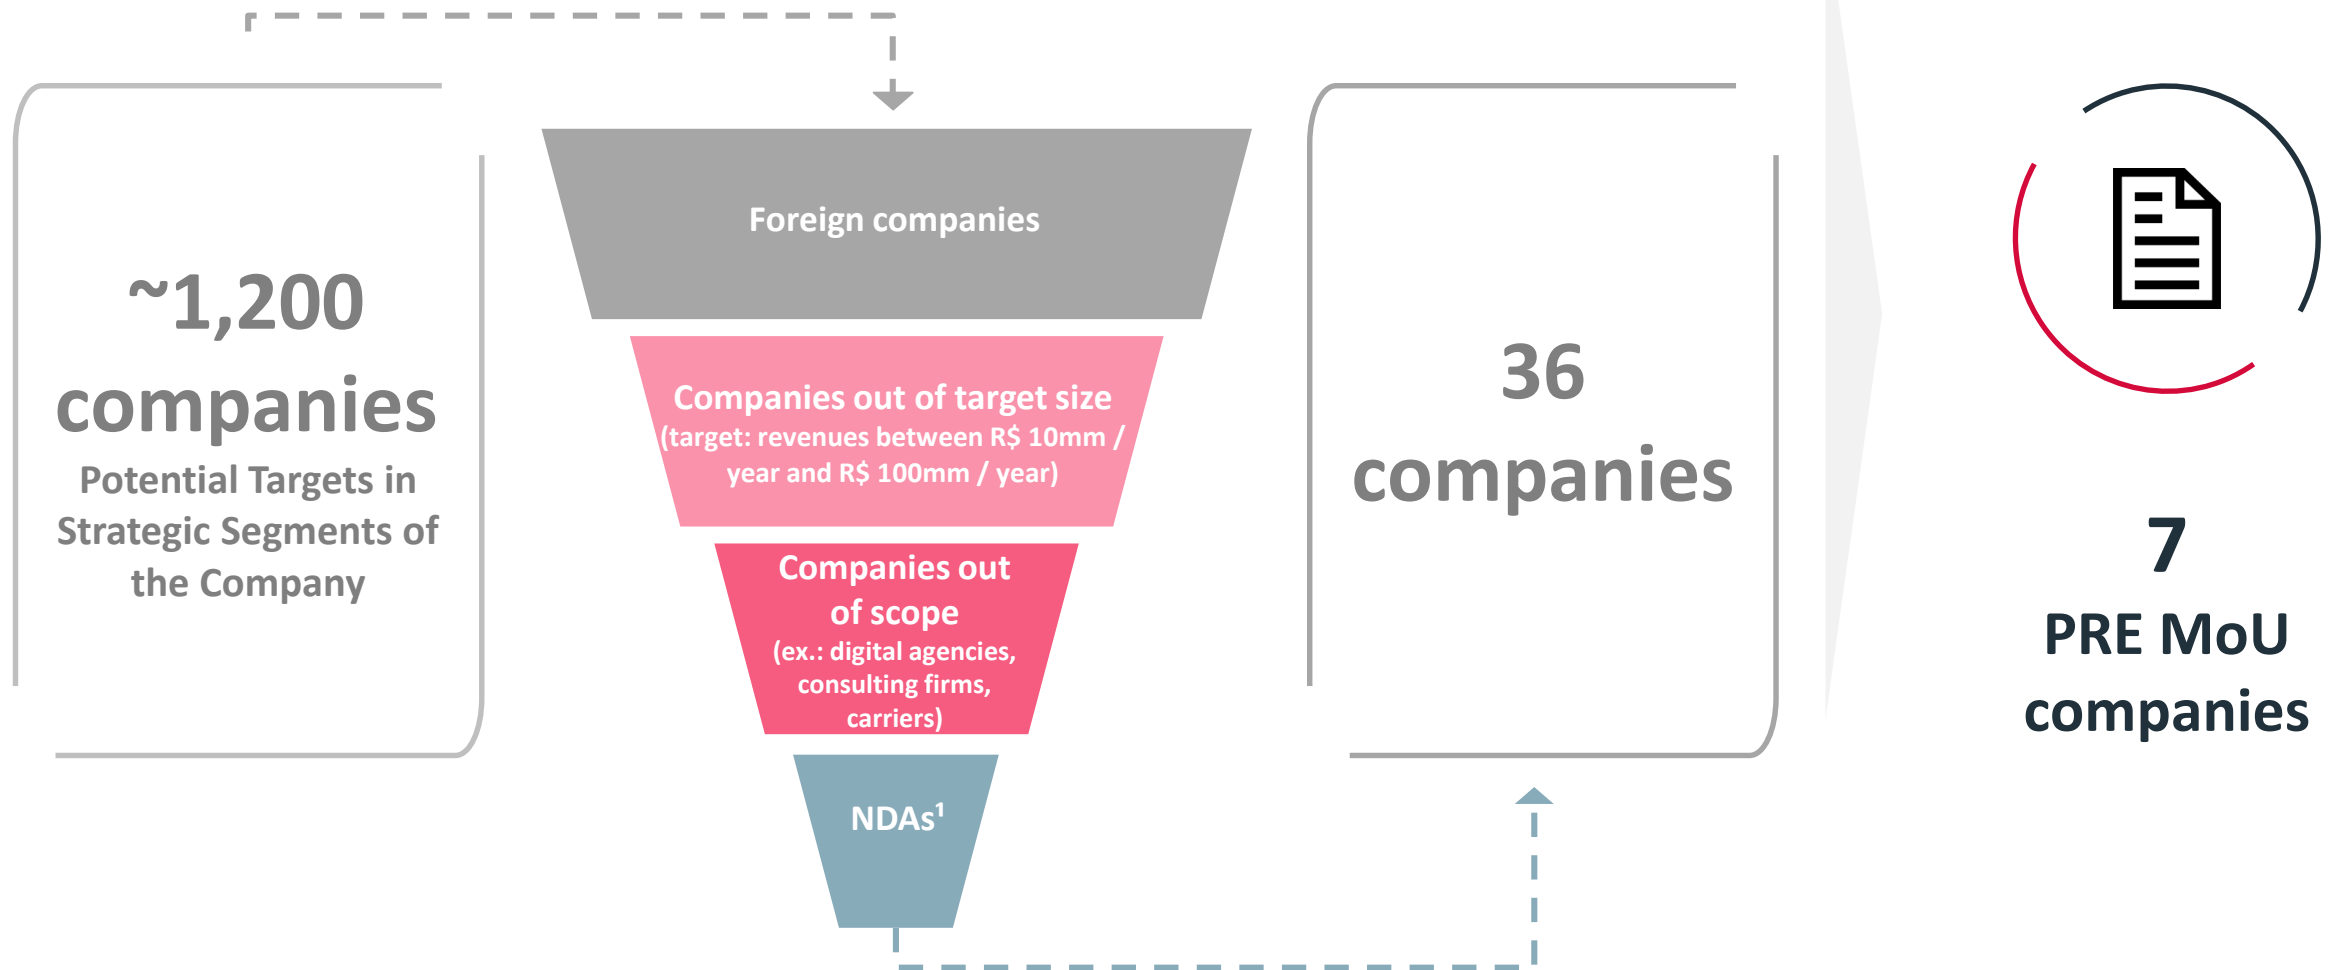 ~1,200
companies
Potential Targets in
Strategic Segments of
the Company
Foreign companies
Companies out of target size
(target: revenues between R$ 10mm /
year and R$ 100mm / year)
Companies out
of scope
(ex.: digital agencies,
consulting firms,
carriers)
NDAs¹
36
companies
7
PRE MoU
companies